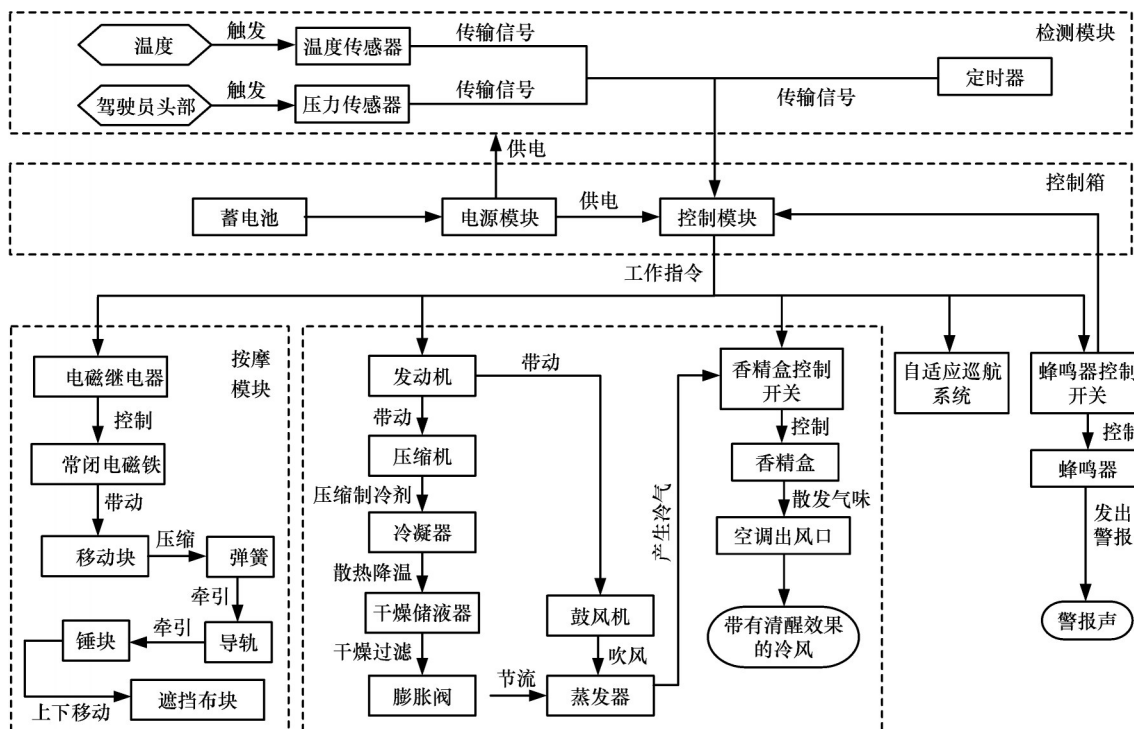 温度
触发
温度传感器
传输信号
检测模块
驾驶员头部
触发
压力传感器
传输信号
传输信号
定时器
供电
控制箱
蓄电池
电源模块
供电
控制模块
工作指令
按摩
模块
电磁继电器
控制
常闭电磁铁
带动
移动块
压缩
弹簧
牵引
导轨
牵引
锤块
上下移动
遮挡布块
发动机
带动
带动
压缩机
压缩制冷剂
冷凝器
散热降温
干燥储液器
干燥过滤
膨胀阀
节流
鼓风机
吹风
蒸发器
产生冷气
香精盒控制
开关
控制
香精盒
散发气味
空调出风口
带有清醒效果
的冷风
自适应巡航
系统
蜂鸣器控制
开关
控制
蜂鸣器
发出
警报
警报声